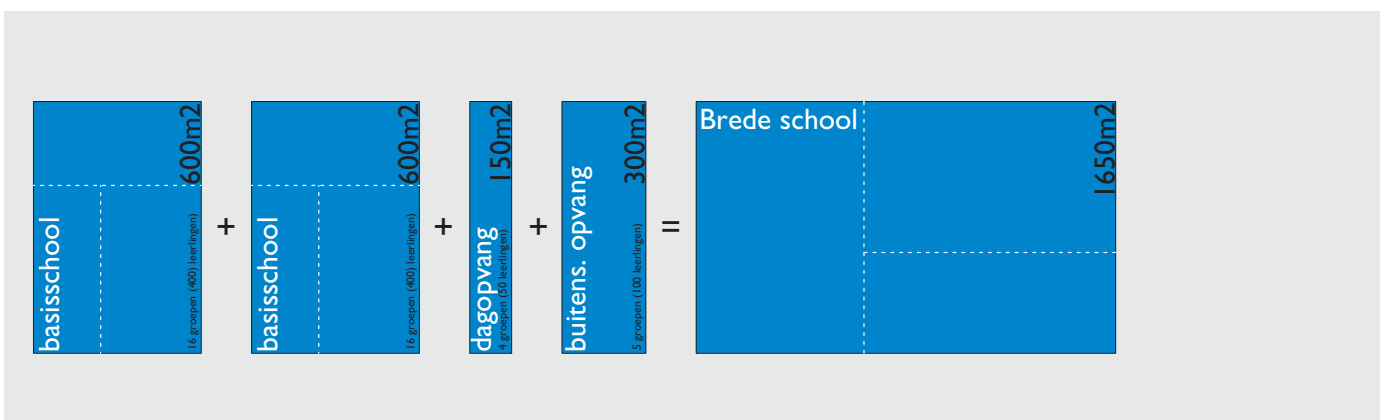 basisschool
600m2
16 groepen (400) leerlingen)
+
basisschool
600m2
16 groepen (400) leerlingen)
+
dagopvang
150m2
4 groepen (50 leerlingen)
+
buitens. opvang
300m2
5 groepen (100 leerlingen)
=
Brede school
1650m2